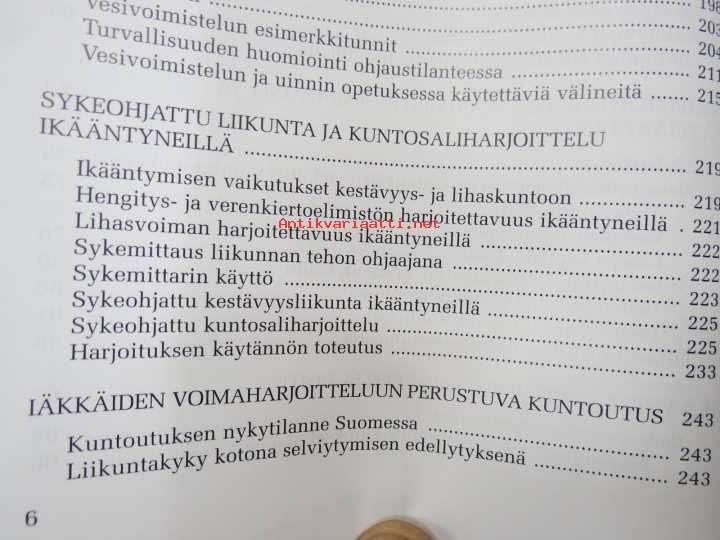 198
Vesivoimistelun esimerkkitunnit ........ 203
Turvallisuuden huomiointi ohjaustilanteessa ........ 204
211
Vesivoimistelun ja uinnin opetuksessa käytettäviä välineitä ........ 215
SYKEOHJATTU LIIKUNTA JA KUNTOSALIHARJOITTELU
IKÄÄNTYNEILLÄ ........ 219
Ikääntymisen vaikutukset kestävyys- ja lihaskuntoon ........ 219
Hengitys- ja verenkiertoelimistön harjoitettavuus ikääntyneillä . 221
Antikvariaatti.net
Lihasvoiman harjoitettavuus ikääntyneillä ........ 222
Sykemittaus liikunnan tehon ohjaajana ........ 222
Sykemittarin käyttö ........ 223
Sykeohjattu kestävyysliikunta ikääntyneillä ........ 225
Sykeohjattu kuntosaliharjoittelu ........ 225
Harjoituksen käytännön toteutus ........ 233
IÄKKÄIDEN VOIMAHARJOITTELUUN PERUSTUVA KUNTOUTUS 243
Kuntoutuksen nykytilanne Suomessa ........ 243
Liikuntakyky kotona selviytymisen edellytyksenä ........ 243
6